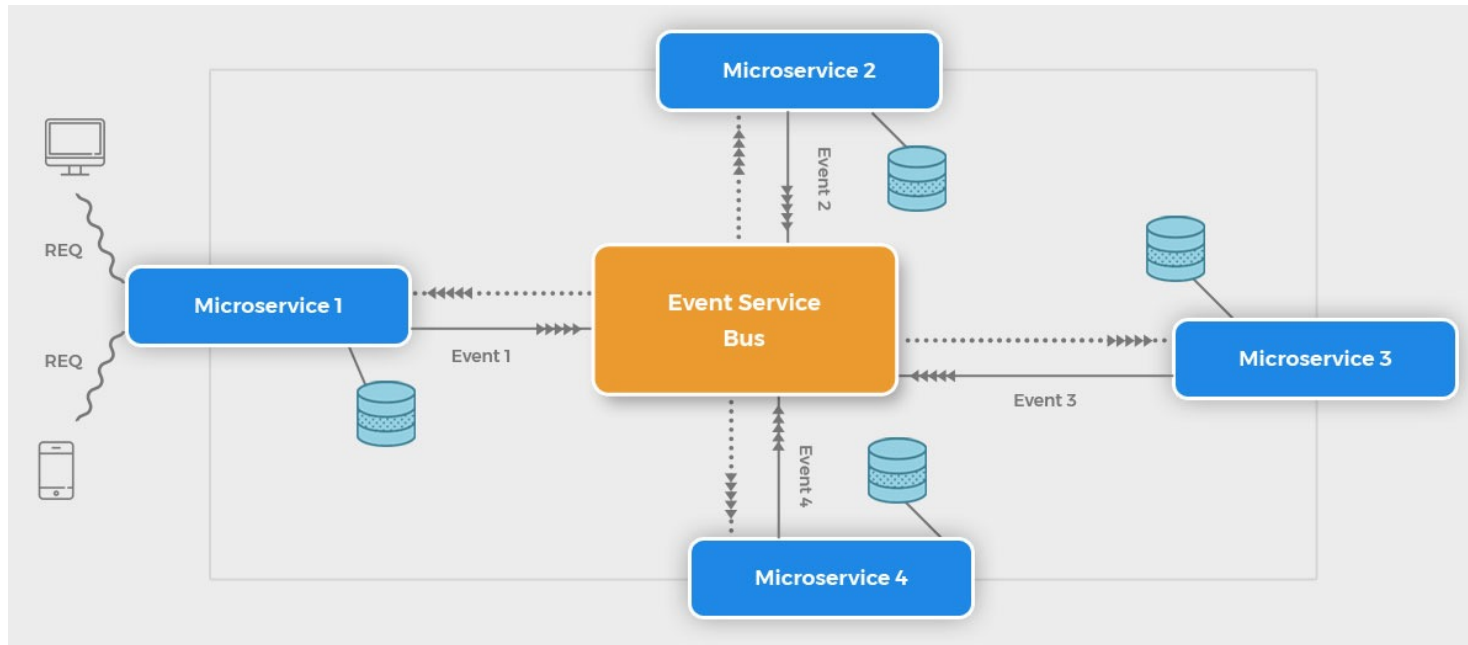 Microservice 2
Event 2
REQ
Microservice 1
Event Service
Bus
REQ
Event 1
Microservice 3
Event 3
Event 4
Microservice 4